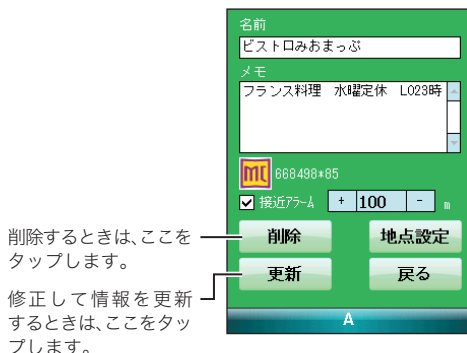 名前
ビストロみおまっぷ
メモ
フランス料理 水曜定休 LO23時
MC 668498*85
接近ｱﾗｰﾑ + 100 - m
削除 地点設定
更新 戻る
A
削除するときは、ここを
タップします。
修正して情報を更新
するときは、ここをタッ
プします。